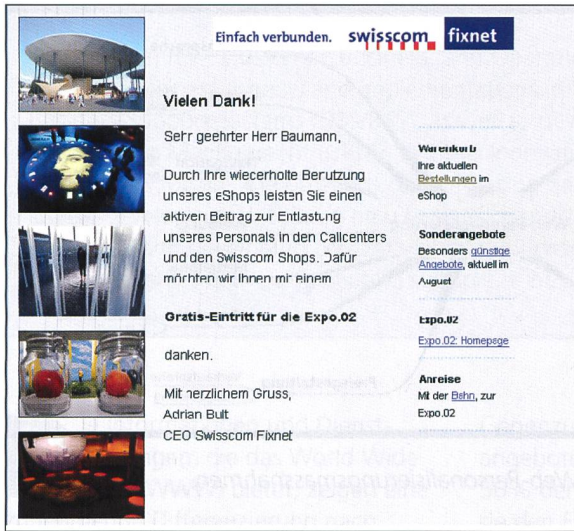 Einfach verbunden. swisscom fixnet
Vielen Dank!
Sehr geehrter Herr Baumann,
Durch Ihre wiecerholte Berutzung
unseres eShops leisten Sie einen
aktiven Beitrag zur Entlastung
unseres Personals in den Callcenters
und den Swisscom Shops. Dafür
möchten wir Ihnen mit einem
Gratis-Eintritt für die Expo.02
danken.
Mit herzlichem Gruss,
Adrian Bult
CEO Swisscom Fixnet
Warenkorb
Ihre aktuellen
Bestellungen im
eShop
Sonderangebote
Besonders günstige
Angebote, aktuell im
August
Expo.02
Expo.02: Homepage
Anreise
Mit der Bahn, zur
Expo.02